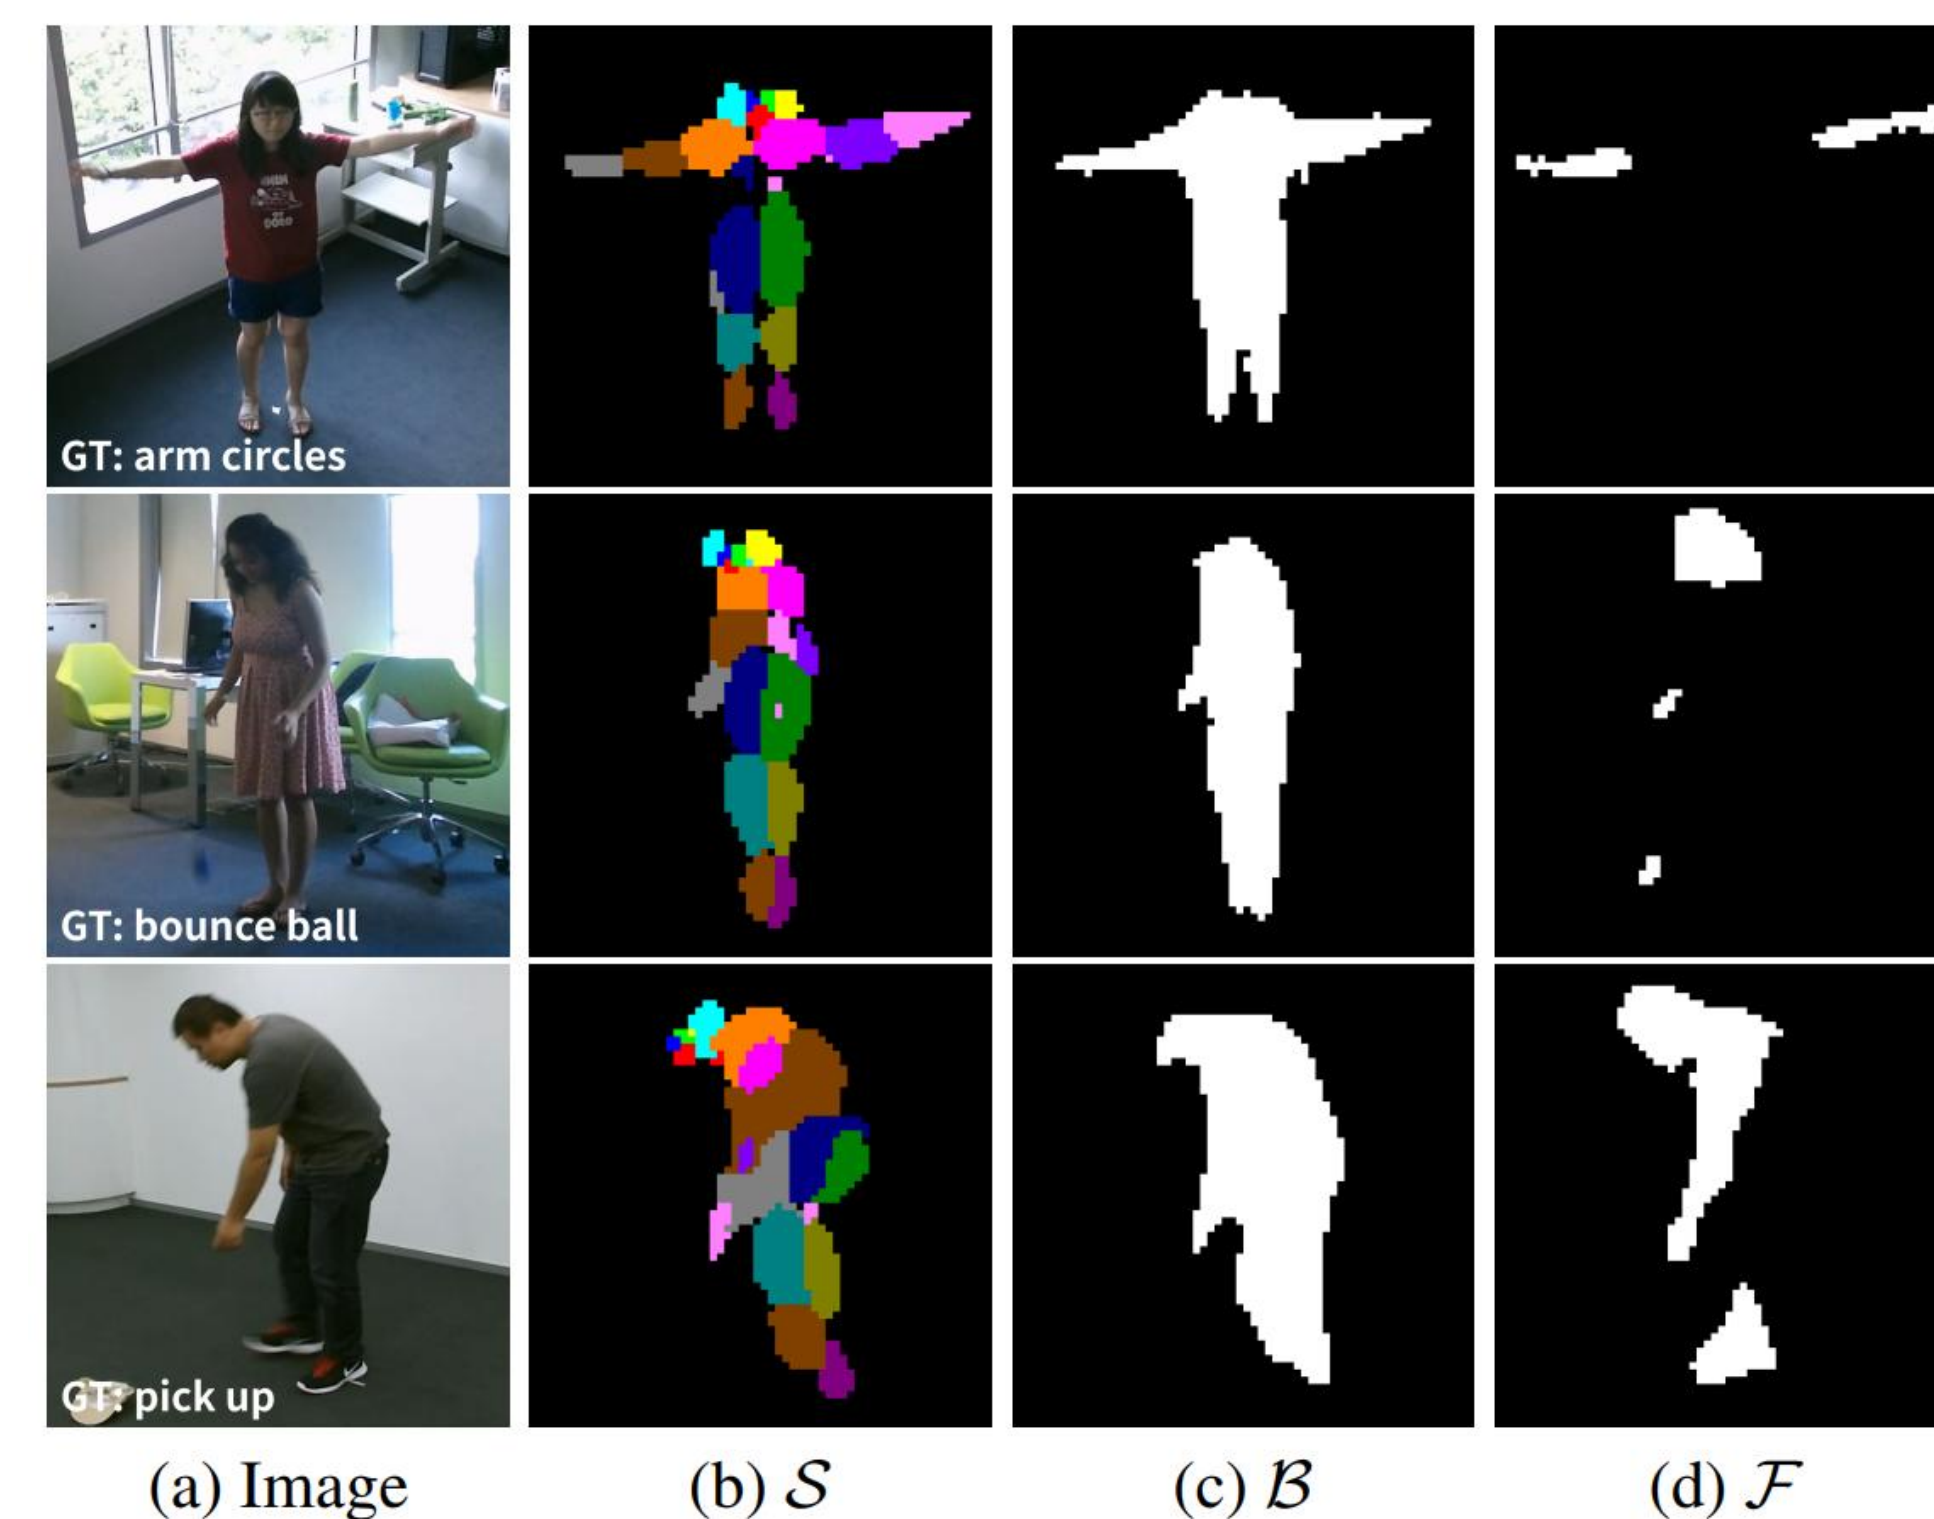 GT: arm circles
GT: bounce ball
GT: pick up
(a) Image
(b) S
(c) B
(d) F